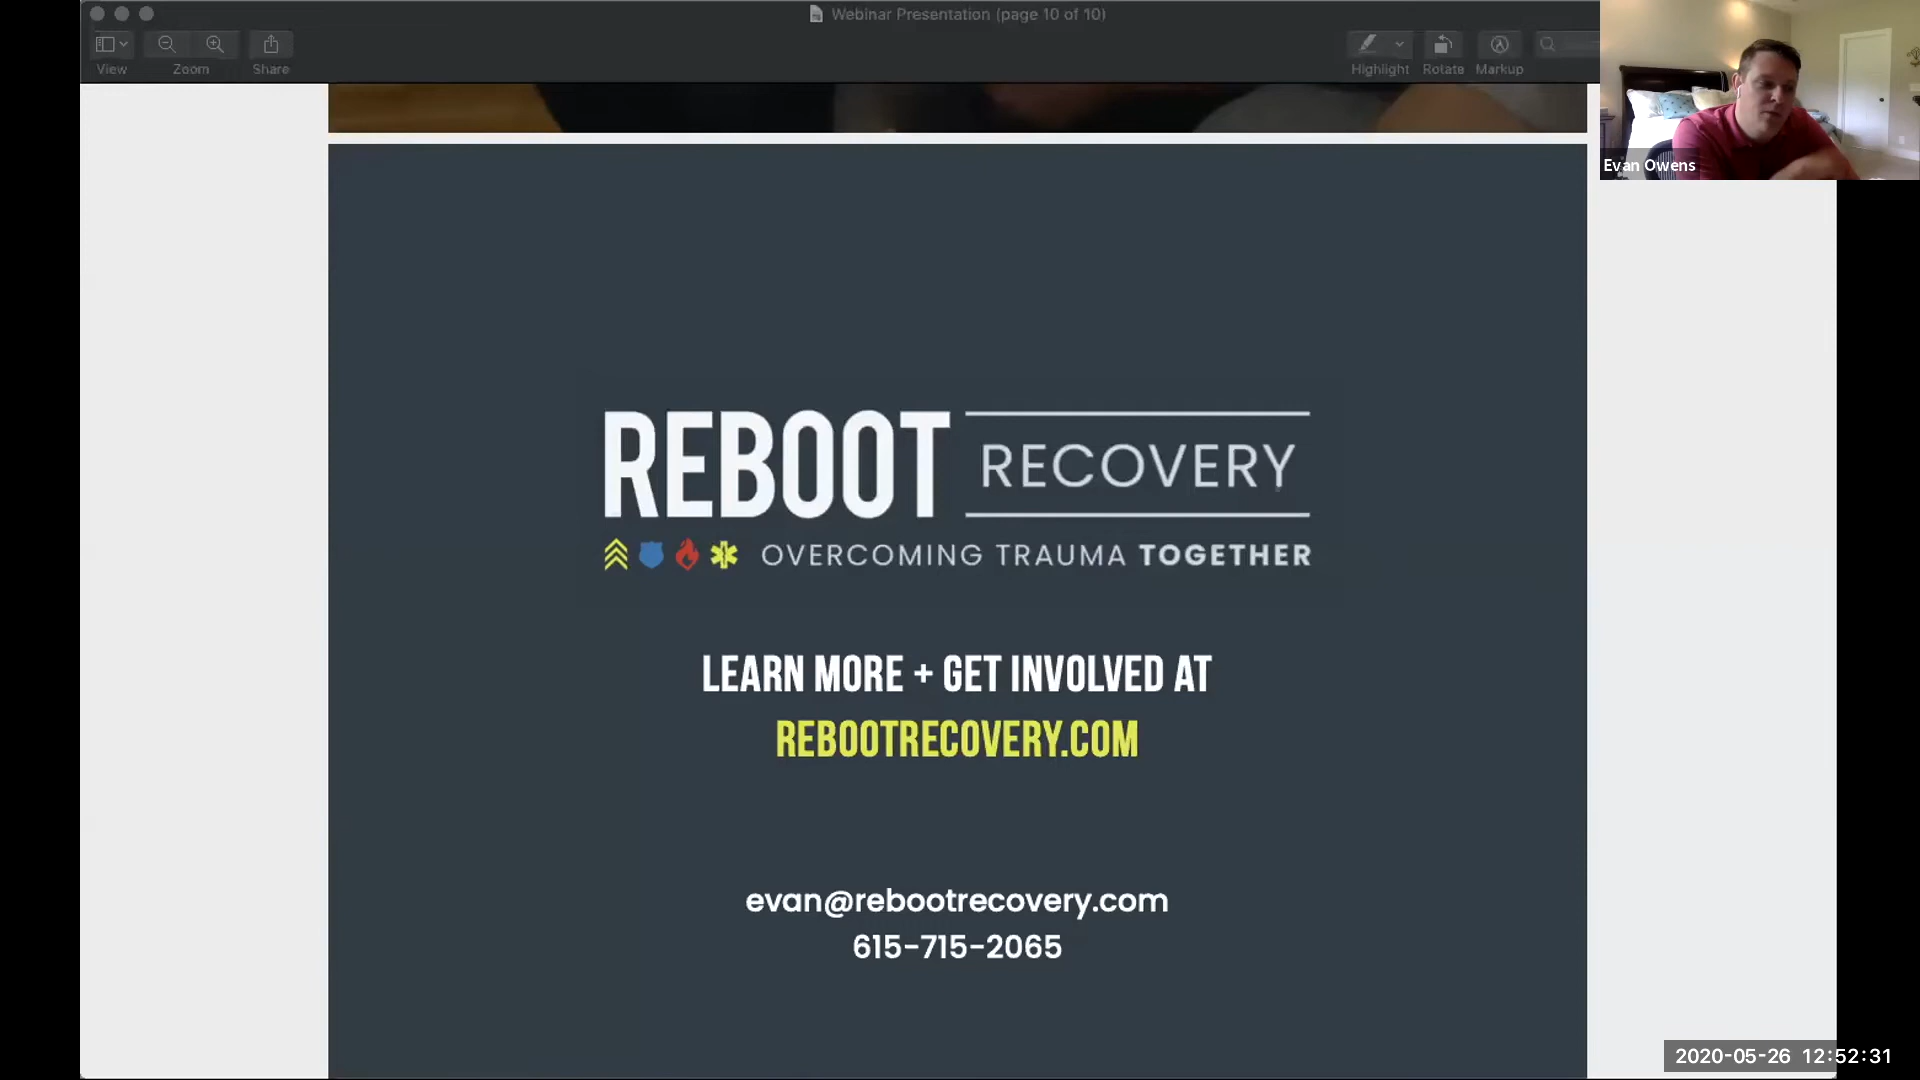 Webinar Presentation (page 10 of 10)
View
Zoom
Share
Highlight
Rotate
Markup
Evan Owens
REBOOT RECOVERY
OVERCOMING TRAUMA TOGETHER
LEARN MORE + GET INVOLVED AT
REBOOTRECOVERY.COM
evan@rebootrecovery.com
615-715-2065
2020-05-26 12:52:31